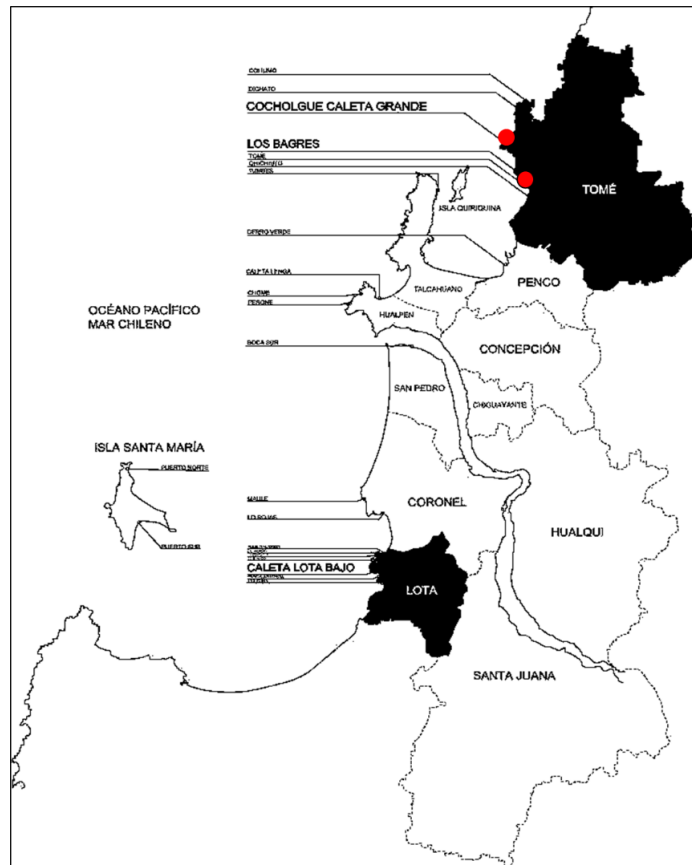 COLIUMO
DICHATO
COCHOLGUE CALETA GRANDE
LOS BAGRES
TOMÉ
QUICHIUTO
TUMBES
TOMÉ
ISLA QUIRIQUINA
CERRO VERDE
CALETA LENGA
TALCAHUANO
PENCO
CHOME
PERONE
OCÉANO PACÍFICO
MAR CHILENO
HUALPEN
BOCA SUR
CONCEPCIÓN
SAN PEDRO
CHIGUAYANTE
ISLA SANTA MARÍA
PUERTO NORTE
MAULE
CORONEL
LO ROJAS
HUALQUI
PUERTO SUR
CALETA LOTA BAJO
LOTA
SANTA JUANA